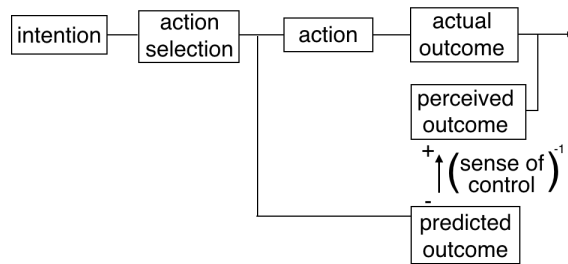 intention
action
selection
action
actual
outcome
perceived
outcome
+
(sense of
control)
-1
-
predicted
outcome